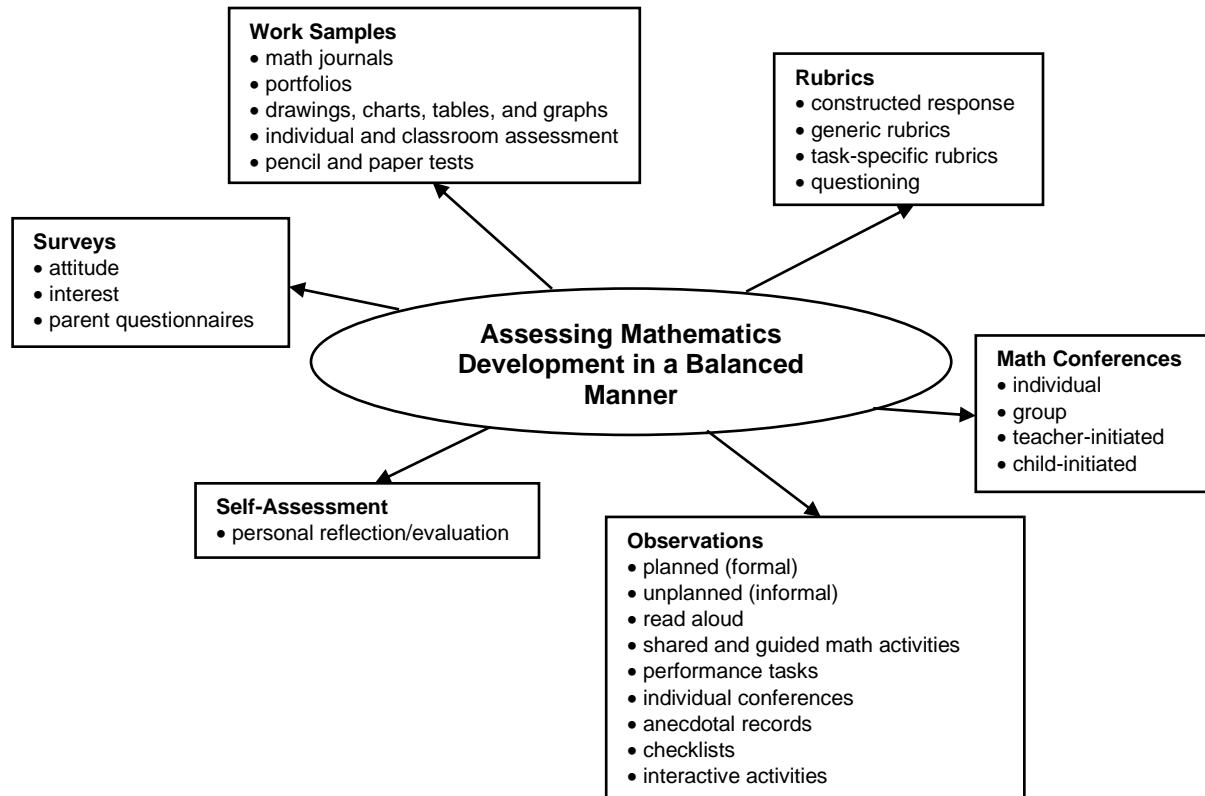 Work Samples
• math journals
• portfolios
• drawings, charts, tables, and graphs
• individual and classroom assessment
• pencil and paper tests
Rubrics
• constructed response
• generic rubrics
• task-specific rubrics
• questioning
Surveys
• attitude
• interest
• parent questionnaires
Assessing Mathematics
Development in a Balanced
Manner
Math Conferences
• individual
• group
• teacher-initiated
• child-initiated
Self-Assessment
• personal reflection/evaluation
Observations
• planned (formal)
• unplanned (informal)
• read aloud
• shared and guided math activities
• performance tasks
• individual conferences
• anecdotal records
• checklists
• interactive activities